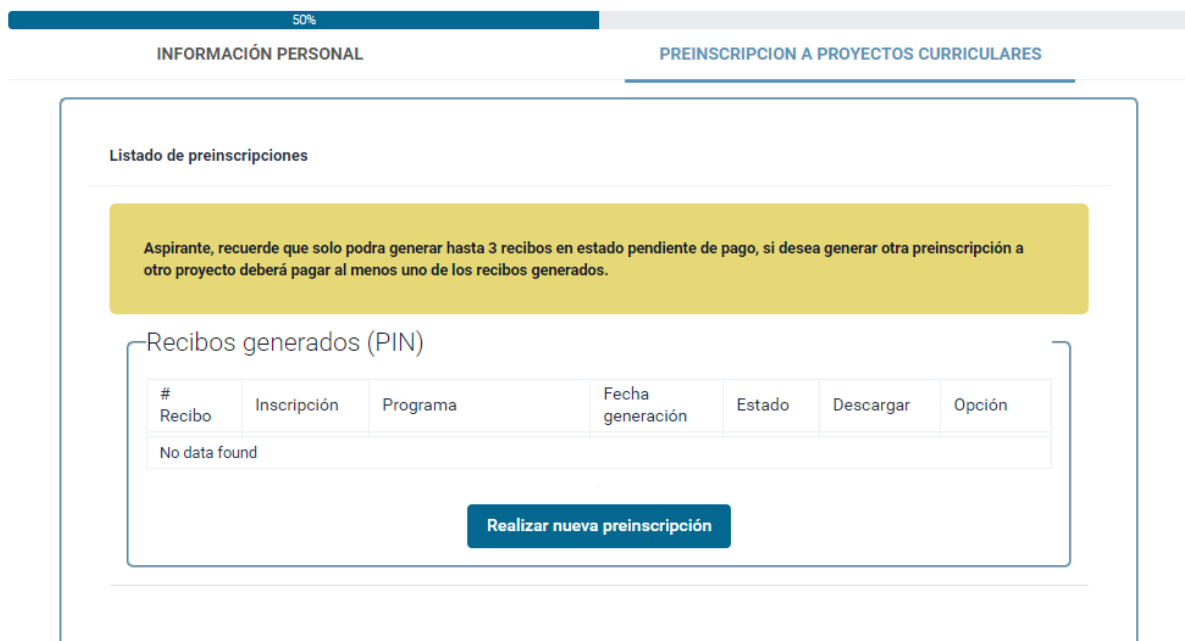 50%
INFORMACIÓN PERSONAL
PREINSCRIPCION A PROYECTOS CURRICULARES
Listado de preinscripciones
Aspirante, recuerde que solo podra generar hasta 3 recibos en estado pendiente de pago, si desea generar otra preinscripción a
otro proyecto deberá pagar al menos uno de los recibos generados.
Recibos generados (PIN)
# Recibo Inscripción Programa Fecha generación Estado Descargar Opción
No data found
Realizar nueva preinscripción